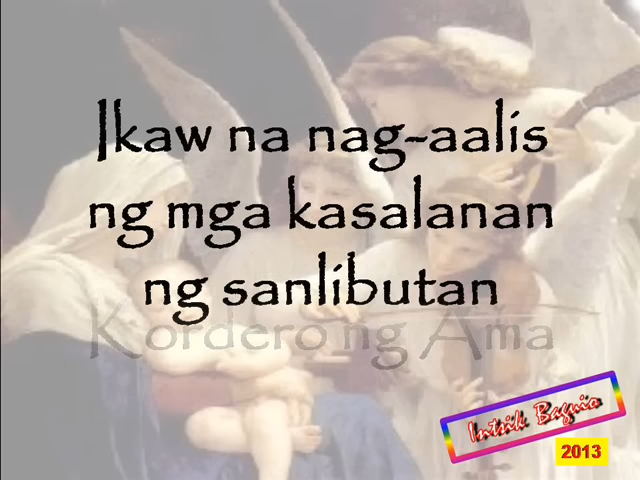 Ikaw na nag-aalis
ng mga kasalanan
ng sanlibutan
Kordero ng Ama
Intsik Baguio
2013